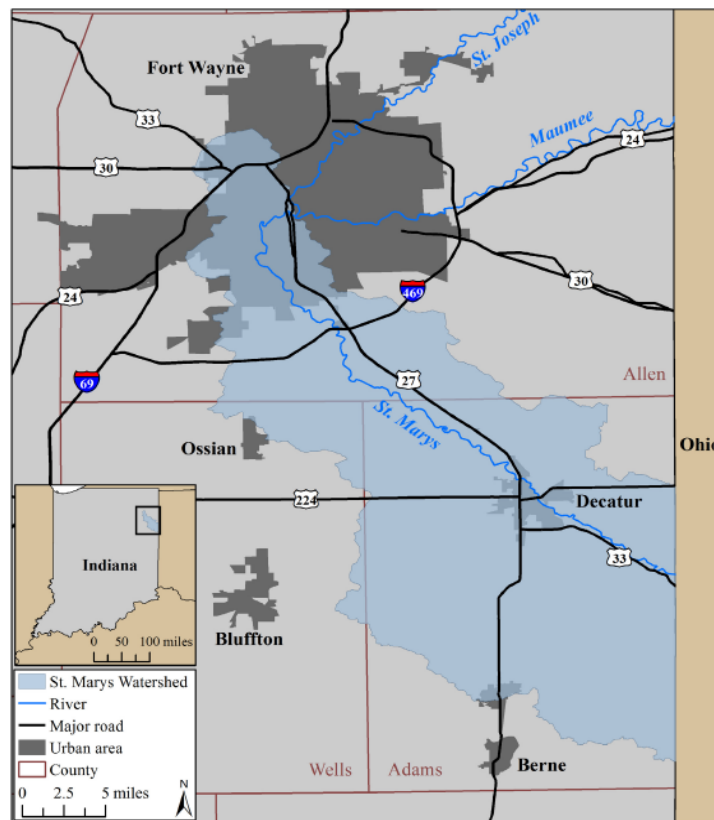 St. Joseph
Fort Wayne
33
Maumee
24
30
30
24
469
69
27
Allen
St. Marys
Ossian
Ohio
224
Decatur
33
Indiana
0 50 100 miles
Bluffton
St. Marys Watershed
River
Major road
Urban area
County
0 2.5 5 miles
N
Wells
Adams
Berne